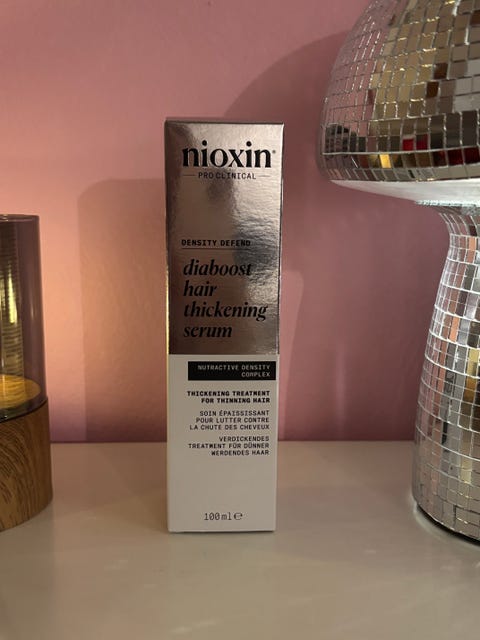 nioxin®
PRO CLINICAL
DENSITY DEFEND
diaboost
hair
thickening
serum
NUTRACTIVE DENSITY
COMPLEX
THICKENING TREATMENT
FOR THINNING HAIR
SOIN ÉPAISSISSANT
POUR LUTTER CONTRE
LA CHUTE DES CHEVEUX
VERDICKENDES
TREATMENT FÜR DÜNNER
WERDENDES HAAR
100 ml ℮